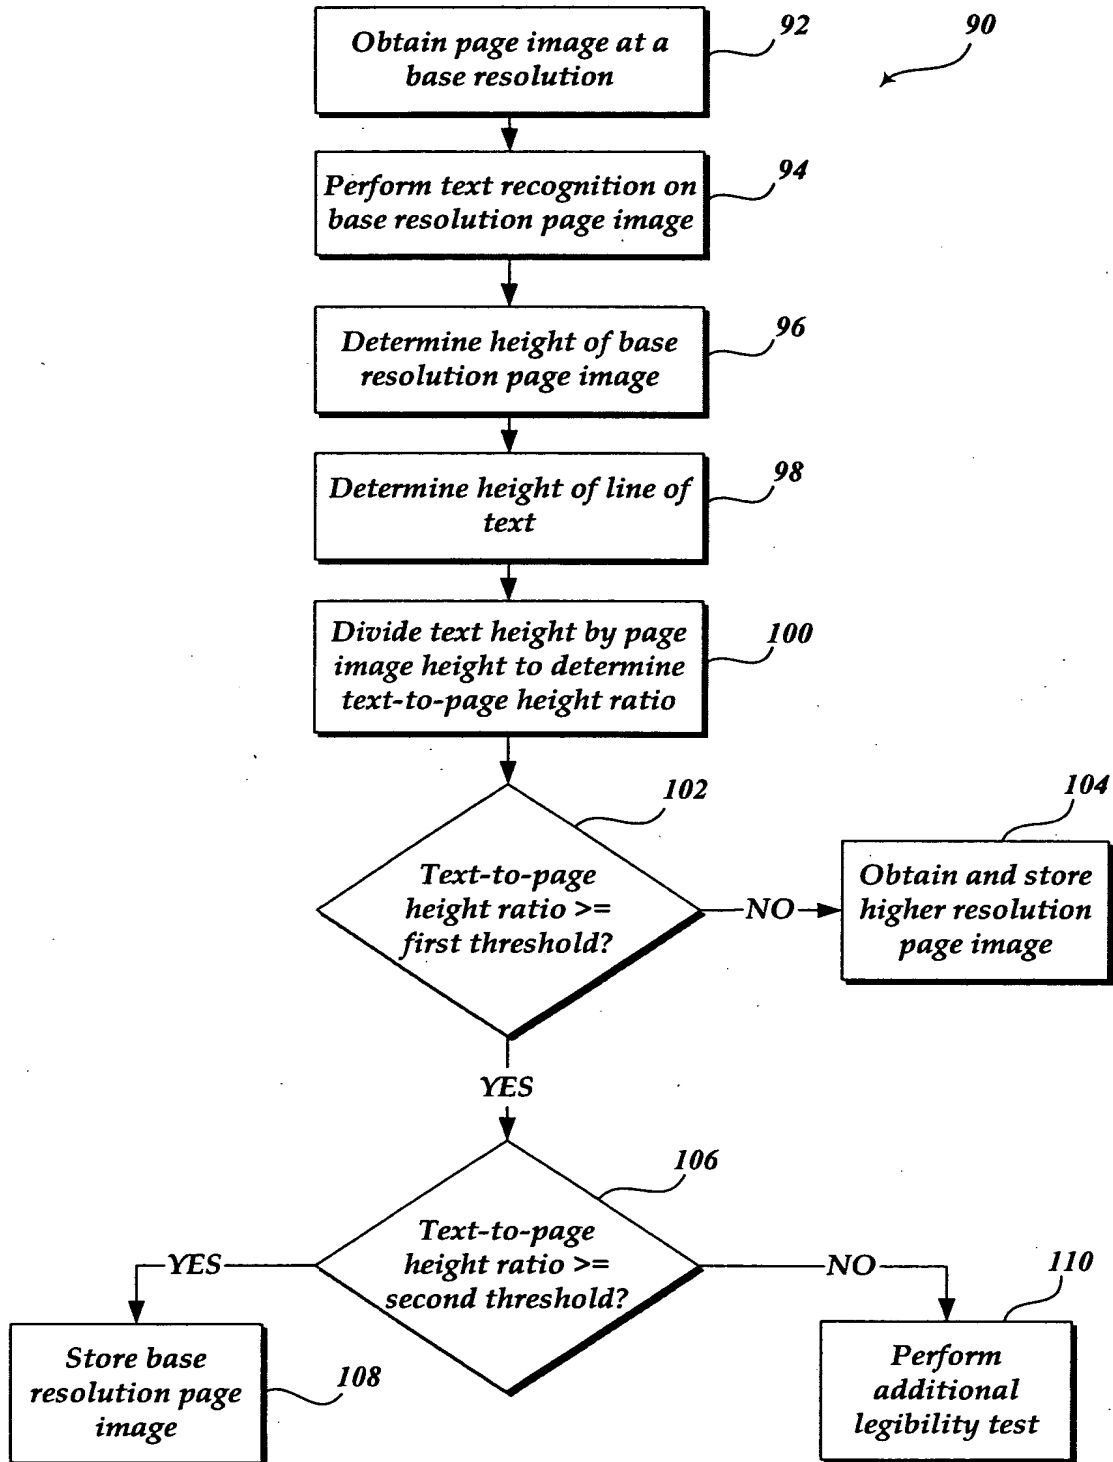 Obtain page image at a
base resolution
92
90
Perform text recognition on
base resolution page image
94
Determine height of base
resolution page image
96
Determine height of line of
text
98
Divide text height by page
image height to determine
text-to-page height ratio
100
102
Text-to-page
height ratio >=
first threshold?
NO
104
Obtain and store
higher resolution
page image
YES
106
Text-to-page
height ratio >=
second threshold?
YES
NO
Store base
resolution page
image
108
110
Perform
additional
legibility test